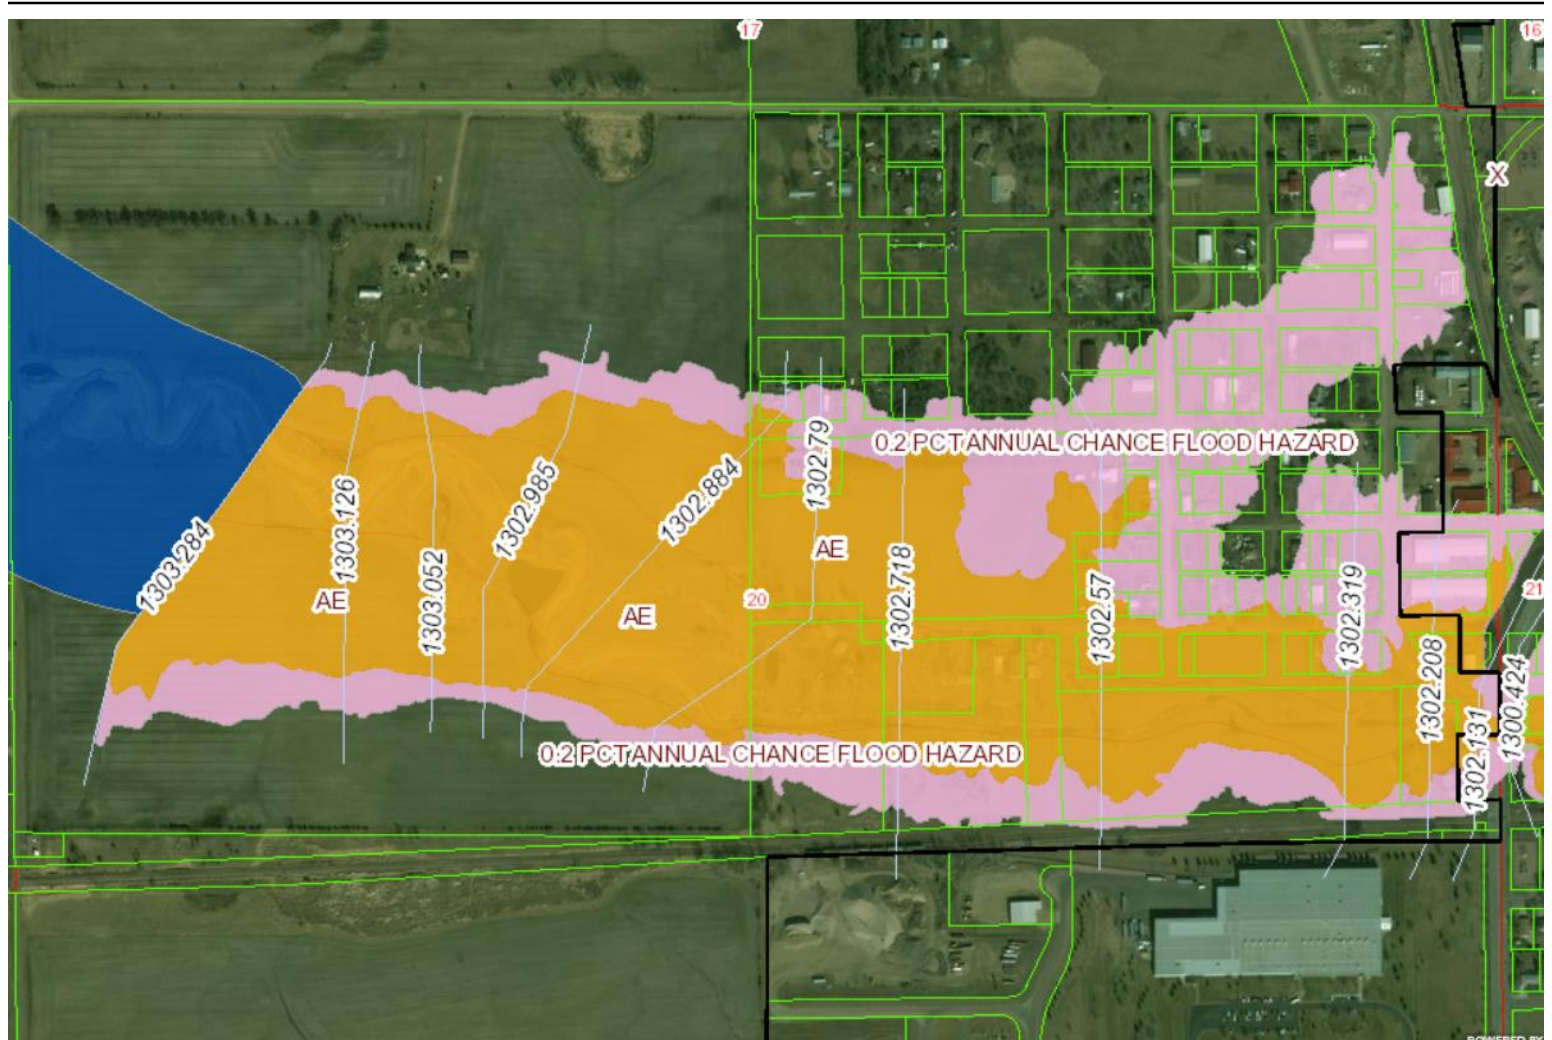 17
16
X
0.2 PCT ANNUAL CHANCE FLOOD HAZARD
1302.79
1303.126
1302.985
1302.884
1303.284
1303.052
AE
AE
AE
1302.718
1302.57
1302.319
20
21
1302.208
1300.424
1302.131
0.2 PCT ANNUAL CHANCE FLOOD HAZARD
POWERED BY